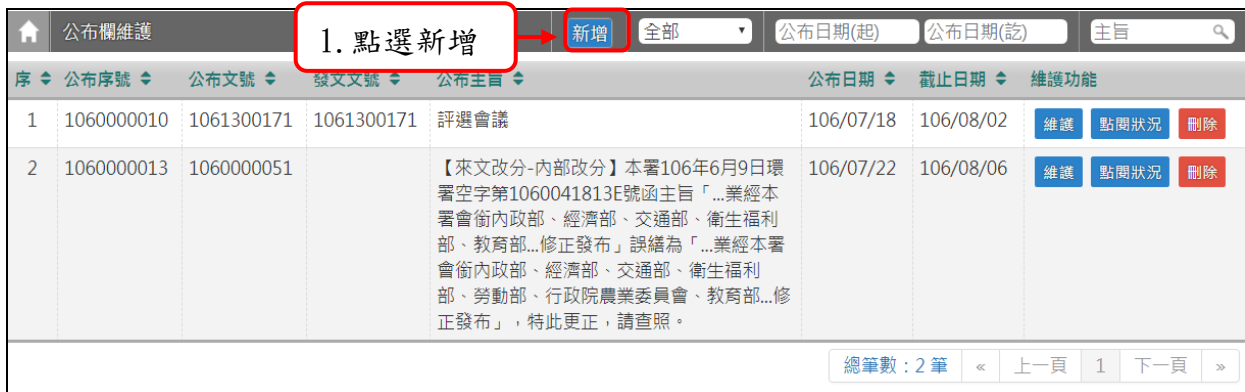 公布欄維護 1.點選新增 新增 全部 公布日期(起) 公布日期(訖) 主旨
序 公布序號 公布文號 發文文號 公布主旨 公布日期 截止日期 維護功能
1 1060000010 1061300171 1061300171 評選會議 106/07/18 106/08/02 維護 點閱狀況 刪除
2 1060000013 1060000051 【來文改分-內部改分】本署106年6月9日環 106/07/22 106/08/06 維護 點閱狀況 刪除
署空字第1060041813E號函主旨「...業經本
署會銜內政部、經濟部、交通部、衛生福利
部、教育部...修正發布」誤繕為「...業經本署
會銜內政部、經濟部、交通部、衛生福利
部、勞動部、行政院農業委員會、教育部...修
正發布」，特此更正，請查照。
總筆數：2 筆 « 上一頁 1 下一頁 »